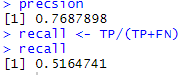 > precsion
[1] 0.7687898
> recall <- TP/(TP+FN)
> recall
[1] 0.5164741